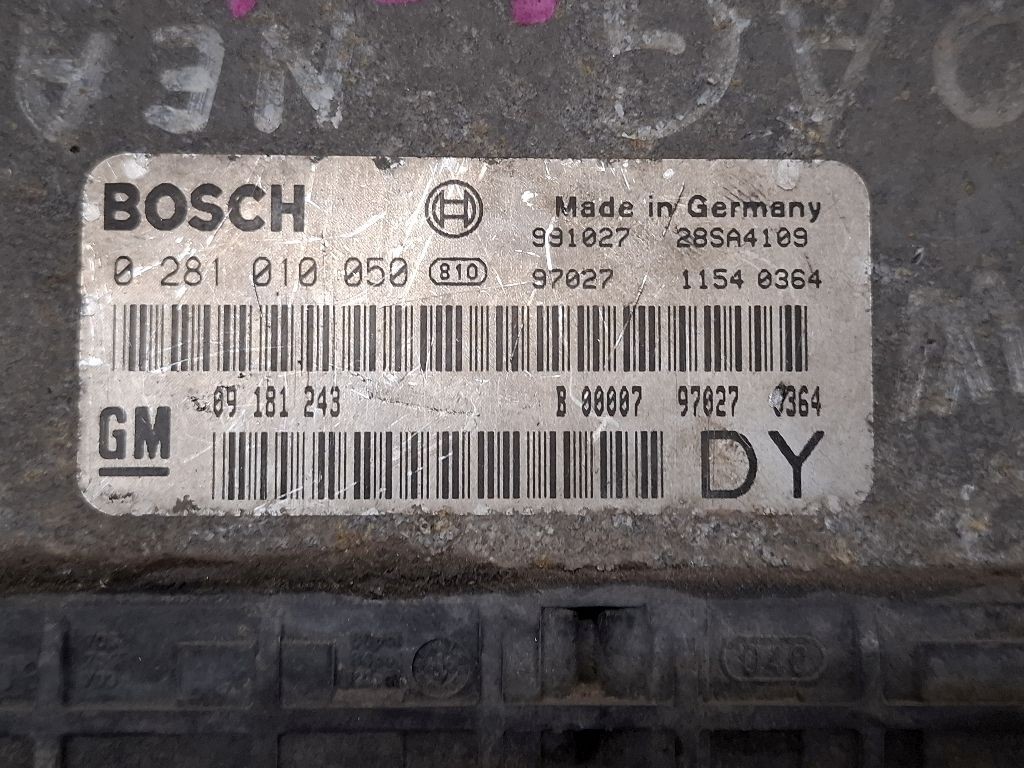 BOSCH
Made in Germany
991027 28SA4109
0 281 010 050 810
97027 1154 0364
09 181 243 B 00007 97027 0364
GM
DY
040